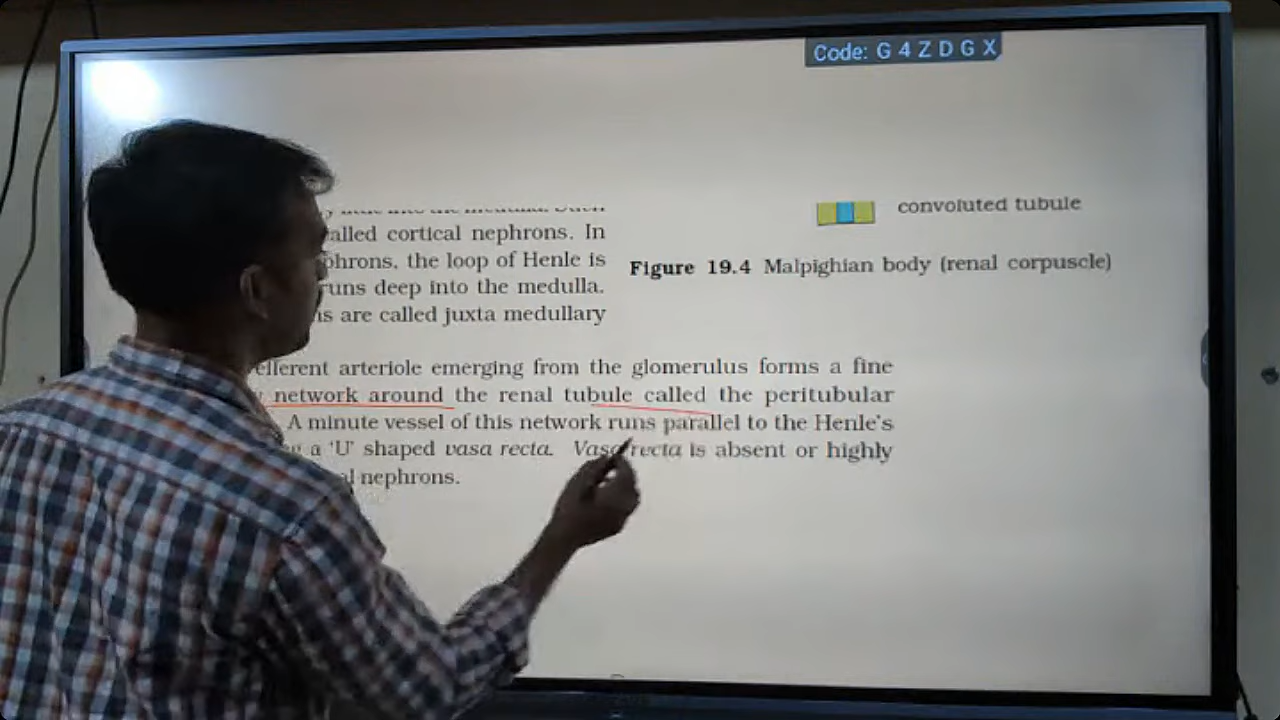 Code: G 4 Z D G X
convoluted tubule
called cortical nephrons. In
the loop of Henle is
Figure 19.4 Malpighian body (renal corpuscle)
runs deep into the medulla.
are called juxta medullary
efferent arteriole emerging from the glomerulus forms a fine
network around the renal tubule called the peritubular
A minute vessel of this network runs parallel to the Henle's
a 'U' shaped vasa recta. Vasa recta is absent or highly
nephrons.